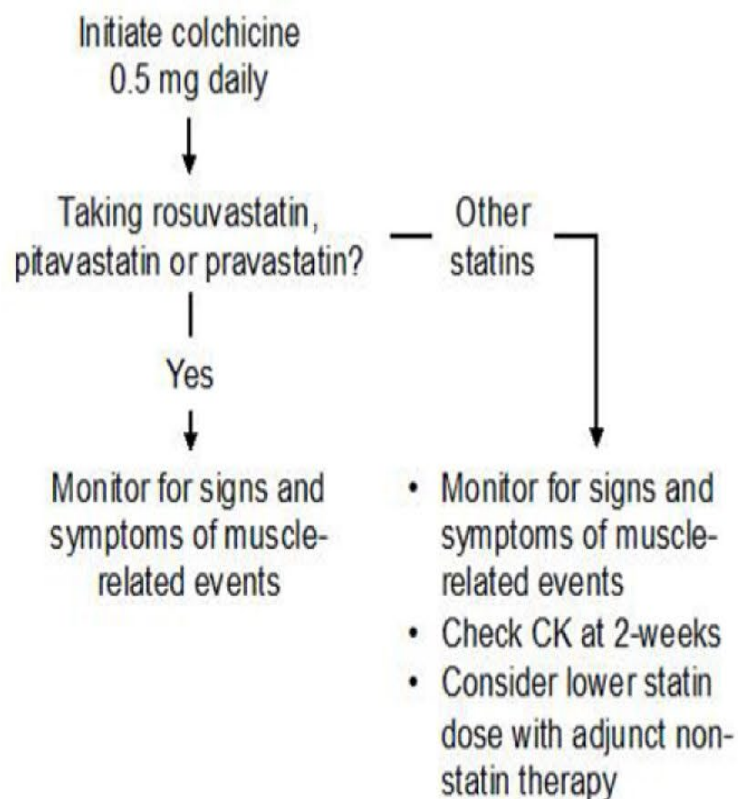 Initiate colchicine
0.5 mg daily
Taking rosuvastatin,
pitavastatin or pravastatin?
Other
statins
Yes
Monitor for signs and
symptoms of muscle-
related events
• Monitor for signs and
symptoms of muscle-
related events
• Check CK at 2-weeks
• Consider lower statin
dose with adjunct non-
statin therapy